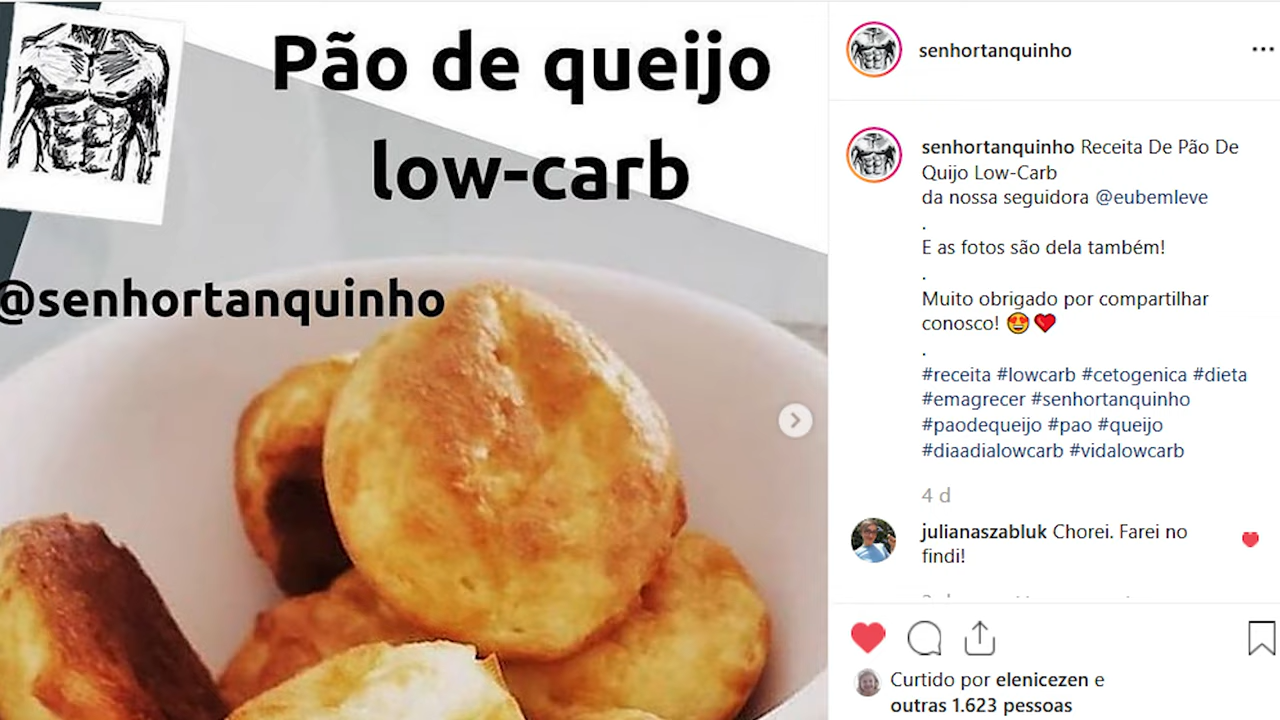 Pão de queijo
low-carb
@senhortanquinho
senhortanquinho
senhortanquinho Receita De Pão De
Quijo Low-Carb
da nossa seguidora @eubemleve
.
E as fotos são dela também!
.
Muito obrigado por compartilhar
conosco! 😍❤️
.
#receita #lowcarb #cetogenica #dieta
#emagrecer #senhortanquinho
#paodequeijo #pao #queijo
#diaadialowcarb #vidalowcarb
4 d
julianaszabluk Chorei. Farei no
findi!
Curtido por elenicezen e
outras 1.623 pessoas